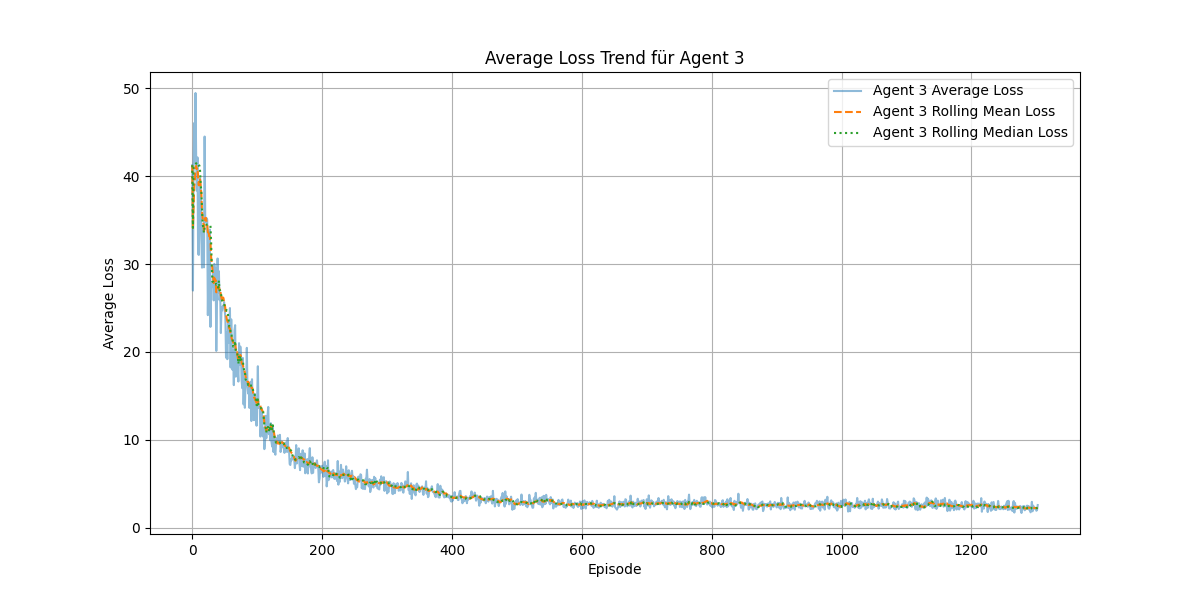 Average Loss Trend für Agent 3
Agent 3 Average Loss
Agent 3 Rolling Mean Loss
Agent 3 Rolling Median Loss
Average Loss
50
40
30
20
10
0
0 200 400 600 800 1000 1200
Episode